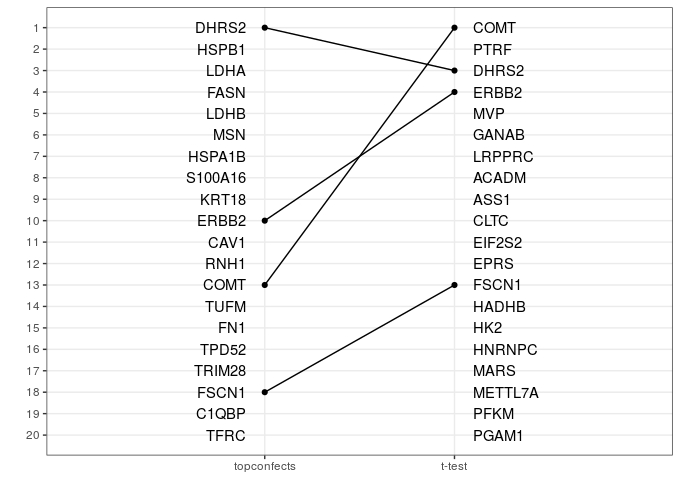 1 DHRS2 COMT
2 HSPB1 PTRF
3 LDHA DHRS2
4 FASN ERBB2
5 LDHB MVP
6 MSN GANAB
7 HSPA1B LRPPRC
8 S100A16 ACADM
9 KRT18 ASS1
10 ERBB2 CLTC
11 CAV1 EIF2S2
12 RNH1 EPRS
13 COMT FSCN1
14 TUFM HADHB
15 FN1 HK2
16 TPD52 HNRNPC
17 TRIM28 MARS
18 FSCN1 METTL7A
19 C1QBP PFKM
20 TFRC PGAM1
topconfects t-test